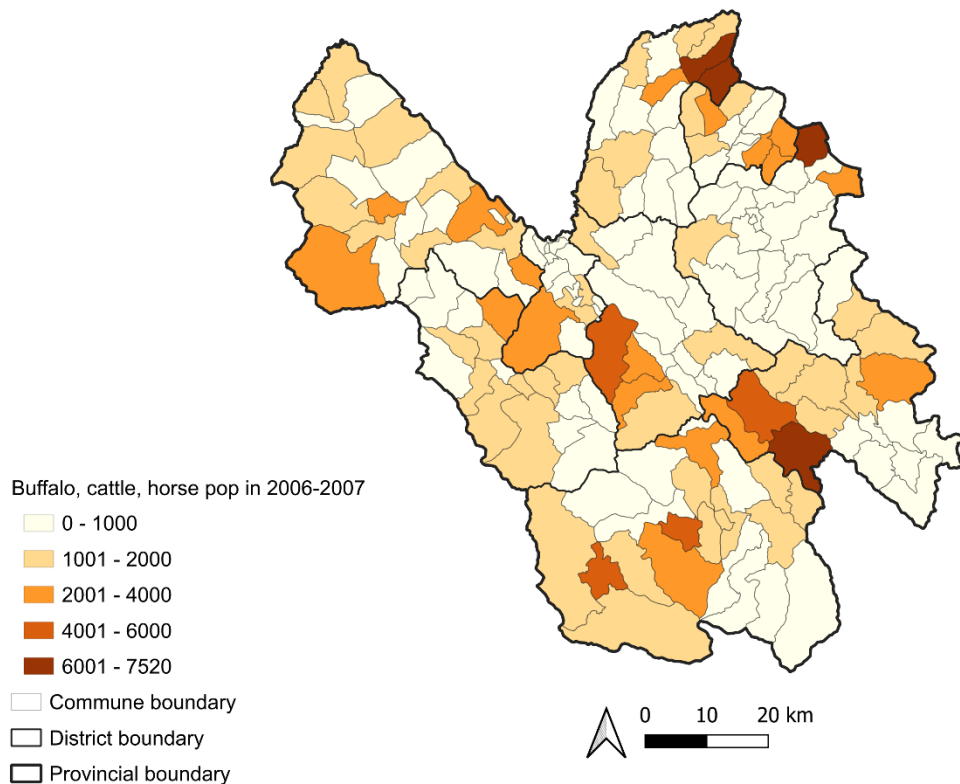 Buffalo, cattle, horse pop in 2006-2007
0 - 1000
1001 - 2000
2001 - 4000
4001 - 6000
6001 - 7520
Commune boundary
District boundary
Provincial boundary
0 10 20 km